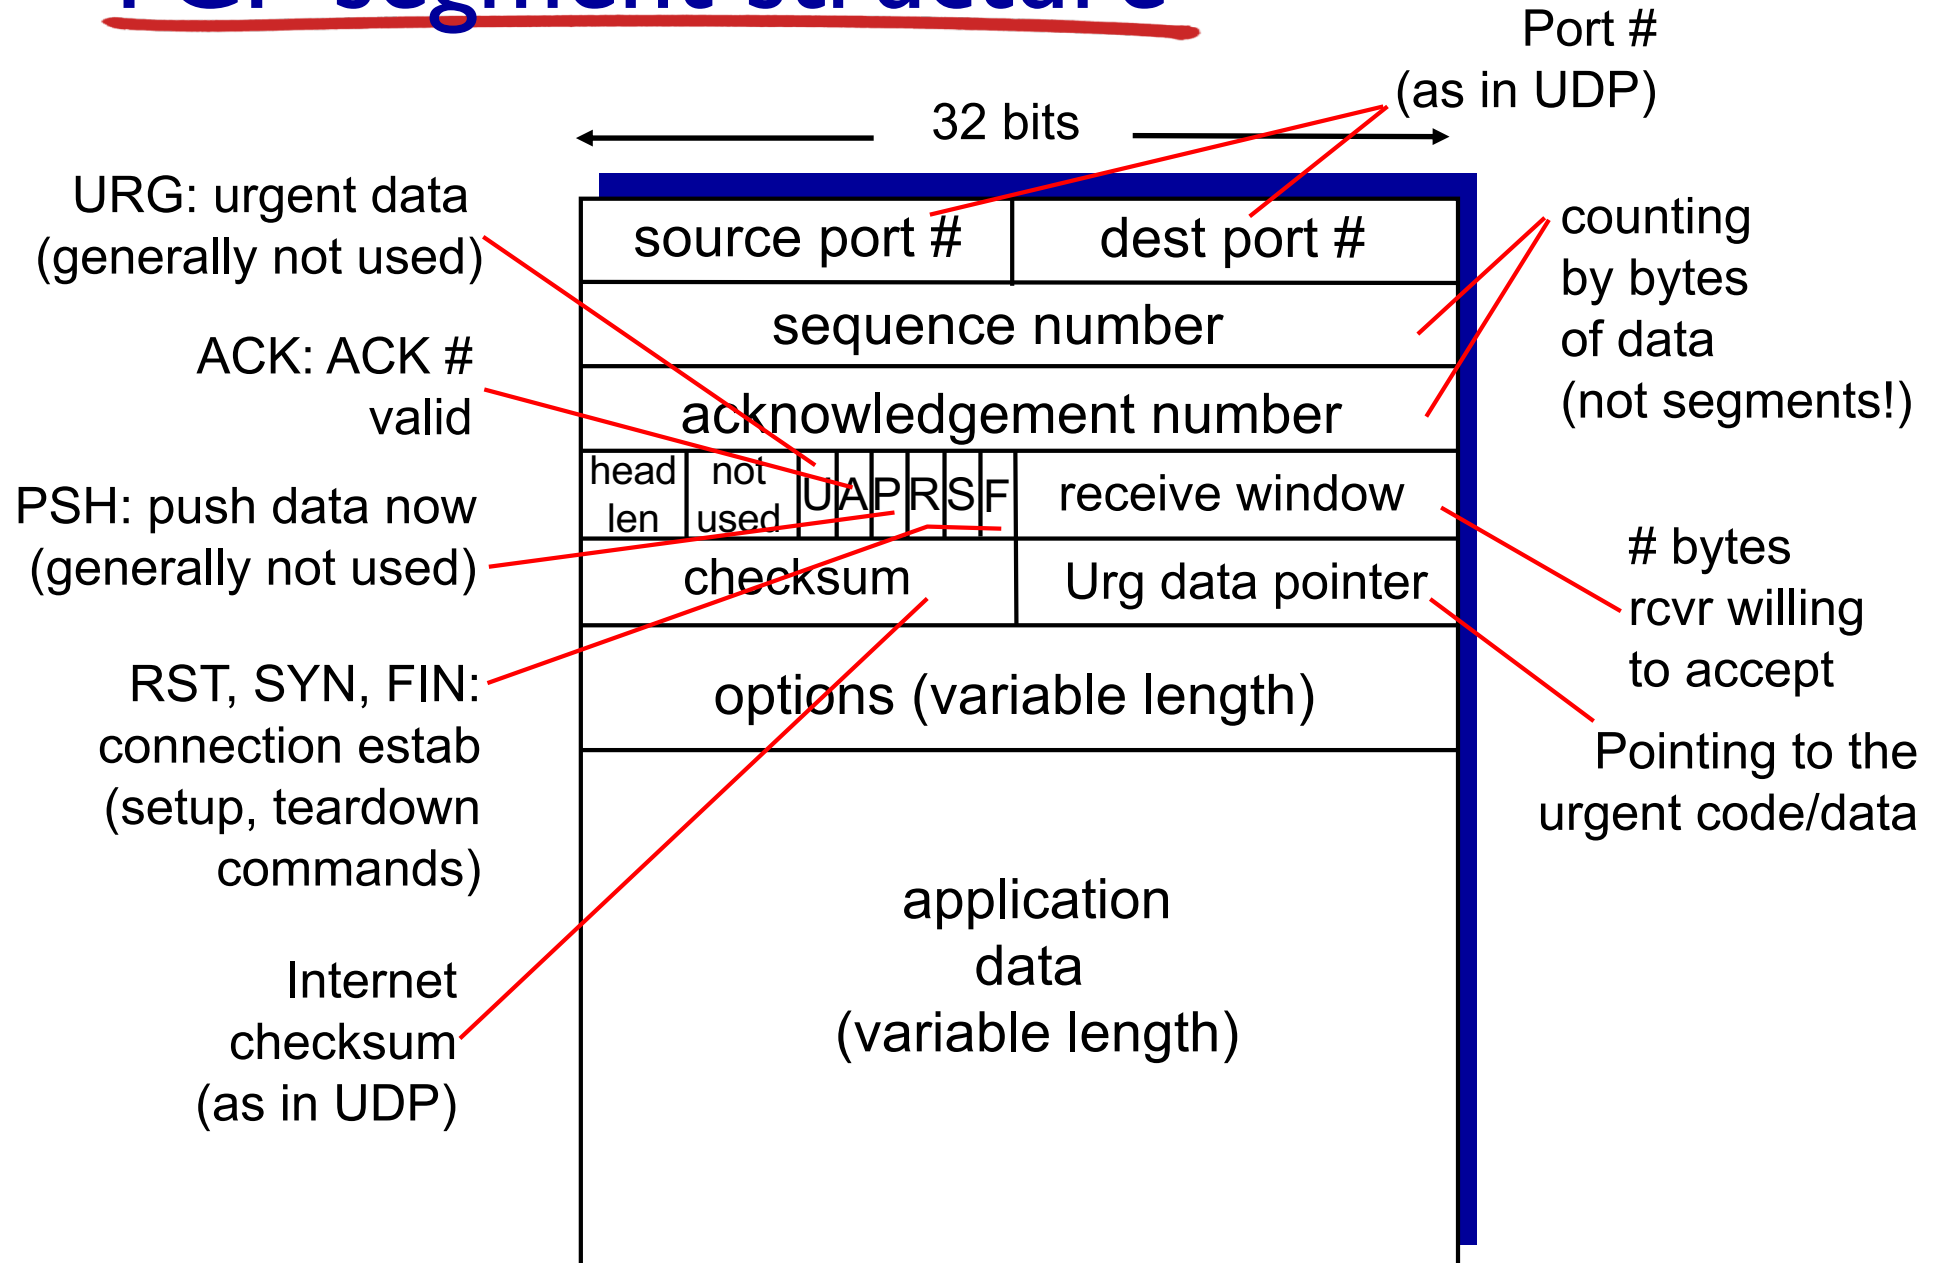 TCP segment structure
Port #
(as in UDP)
32 bits
URG: urgent data
(generally not used)
ACK: ACK #
valid
PSH: push data now
(generally not used)
RST, SYN, FIN:
connection estab
(setup, teardown
commands)
Internet
checksum
(as in UDP)
source port #
dest port #
sequence number
acknowledgement number
head
len
not
used
U
A
P
R
S
F
receive window
checksum
Urg data pointer
options (variable length)
application
data
(variable length)
counting
by bytes
of data
(not segments!)
# bytes
rcvr willing
to accept
Pointing to the
urgent code/data